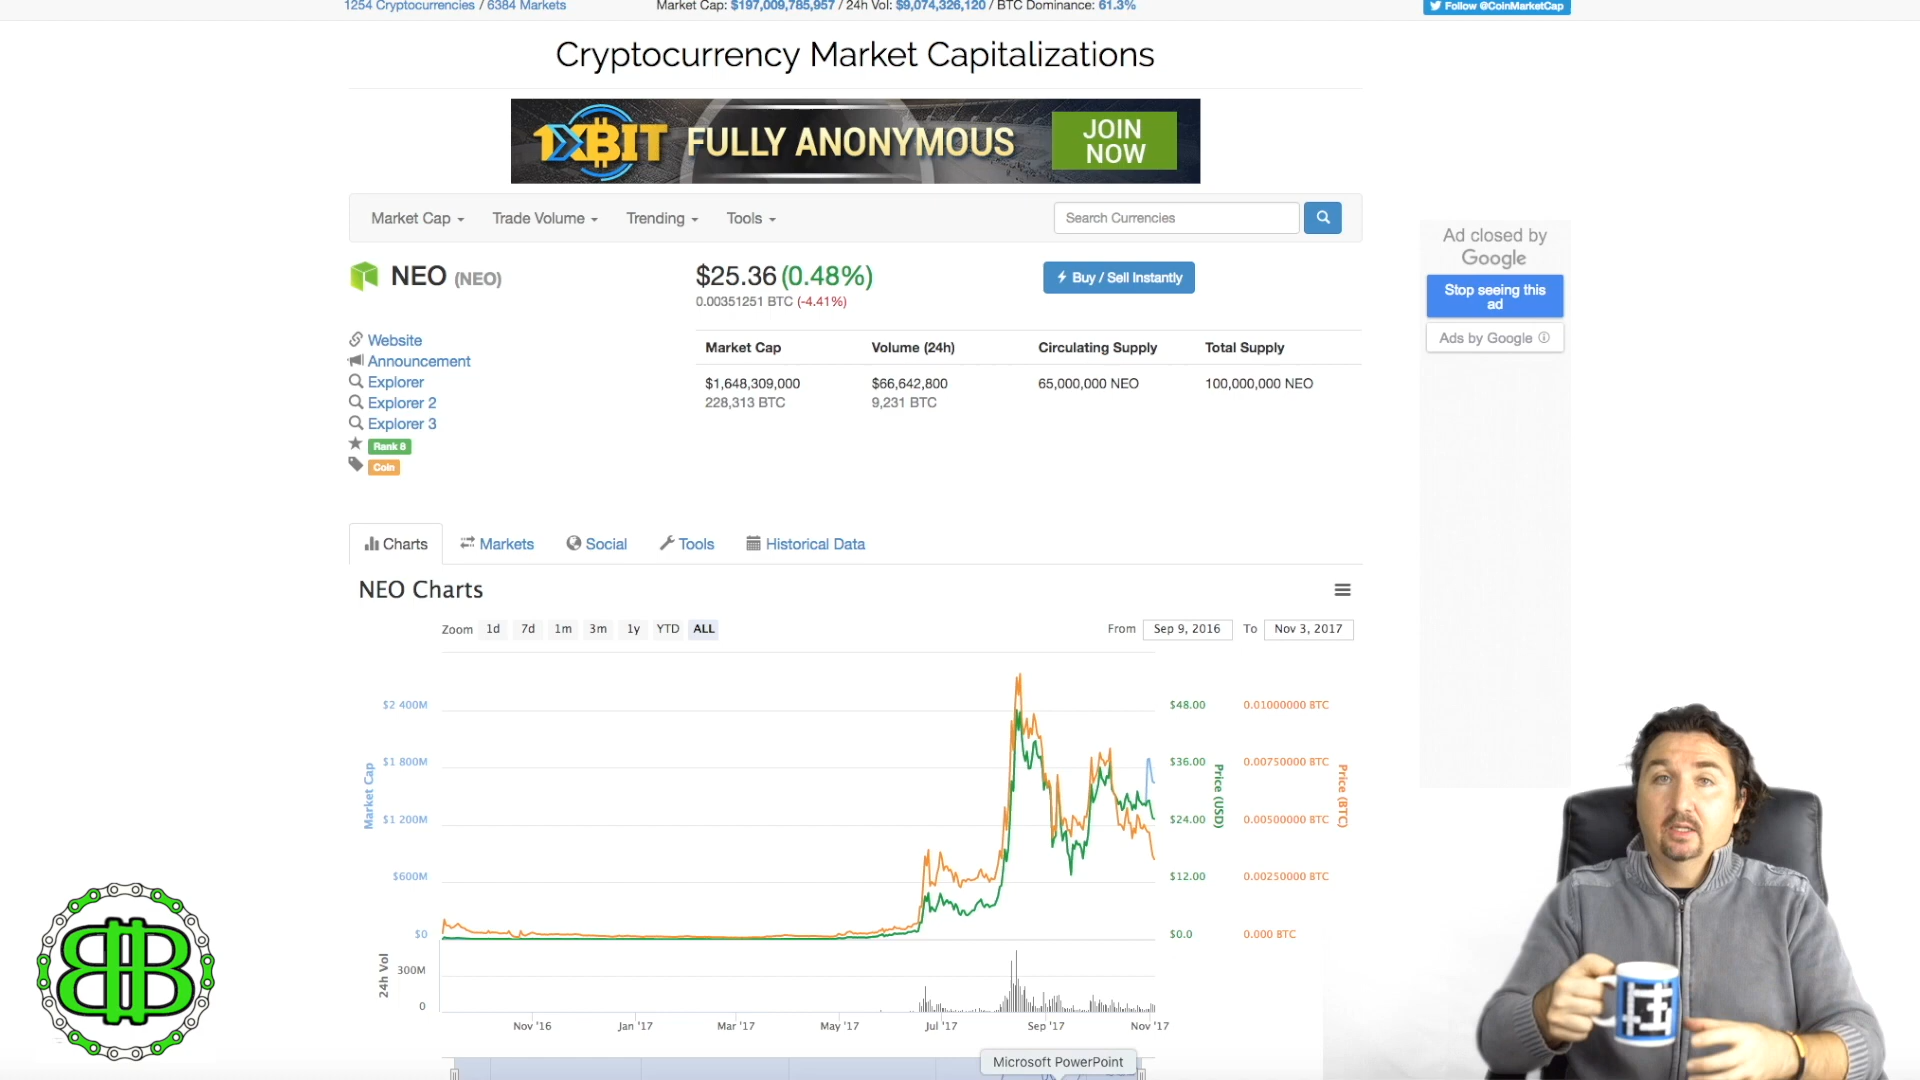 1254 Cryptocurrencies / 6384 Markets
Market Cap: $197,009,785,957 / 24h Vol: $9,074,326,120 / BTC Dominance: 61.3%
Follow @CoinMarketCap
Cryptocurrency Market Capitalizations
1XBIT FULLY ANONYMOUS
JOIN
NOW
Market Cap Trade Volume Trending Tools
Search Currencies
NEO (NEO)
$25.36 (0.48%)
0.00351251 BTC (-4.41%)
Buy / Sell Instantly
Ad closed by
Google
Stop seeing this
ad
Ads by Google
Website
Announcement
Explorer
Explorer 2
Explorer 3
Rank 8
Coin
Market Cap Volume (24h) Circulating Supply Total Supply
$1,648,309,000 $66,642,800 65,000,000 NEO 100,000,000 NEO
228,313 BTC 9,231 BTC
Charts Markets Social Tools Historical Data
NEO Charts
Zoom 1d 7d 1m 3m 1y YTD ALL
From Sep 9, 2016 To Nov 3, 2017
$2 400M $48.00 0.01000000 BTC
$1 800M $36.00 0.00750000 BTC
Market Cap
Price (USD)
Price (BTC)
$1 200M $24.00 0.00500000 BTC
$600M $12.00 0.00250000 BTC
$0 $0.0 0.000 BTC
24h Vol
300M
0
Nov '16 Jan '17 Mar '17 May '17 Jul '17 Sep '17 Nov '17
Microsoft PowerPoint